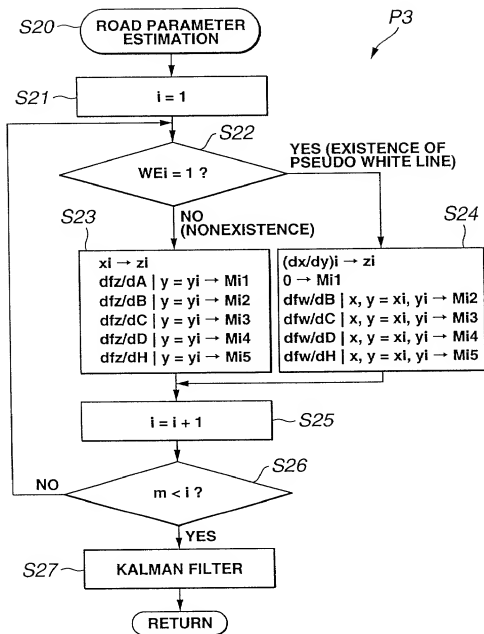 P3
S20
ROAD PARAMETER
ESTIMATION
S21
i = 1
S22
WEi = 1 ?
YES (EXISTENCE OF
PSEUDO WHITE LINE)
NO
(NONEXISTENCE)
S23
xi → zi
dfz/dA | y = yi → Mi1
dfz/dB | y = yi → Mi2
dfz/dC | y = yi → Mi3
dfz/dD | y = yi → Mi4
dfz/dH | y = yi → Mi5
S24
(dx/dy)i → zi
0 → Mi1
dfw/dB | x, y = xi, yi → Mi2
dfw/dC | x, y = xi, yi → Mi3
dfw/dD | x, y = xi, yi → Mi4
dfw/dH | x, y = xi, yi → Mi5
i = i + 1
S25
S26
NO
m < i ?
YES
S27
KALMAN FILTER
RETURN